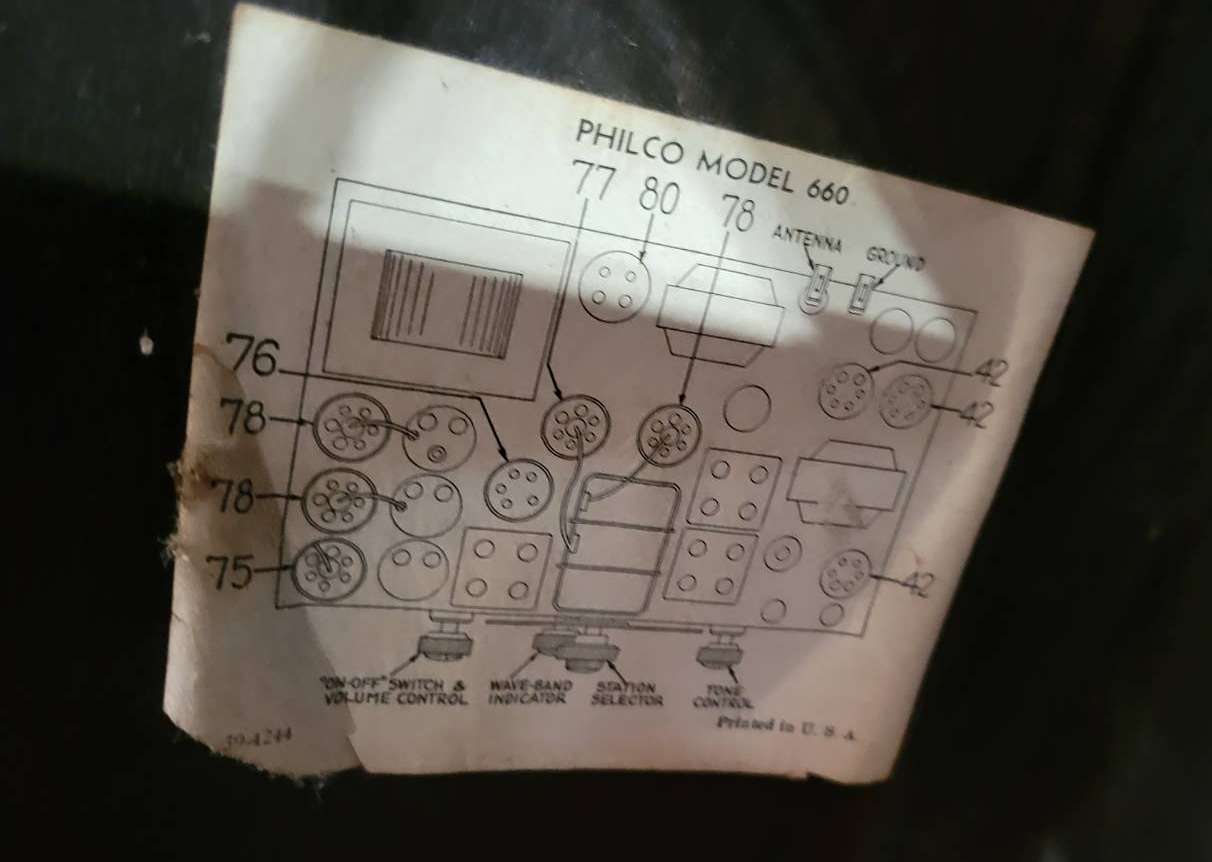 PHILCO MODEL 660
77 80 78
ANTENNA
GROUND
76
42
78
42
78
75
42
"ON-OFF" SWITCH &
VOLUME CONTROL
WAVE-BAND
INDICATOR
STATION
SELECTOR
TONE
CONTROL
39-4244
Printed in U. S. A.